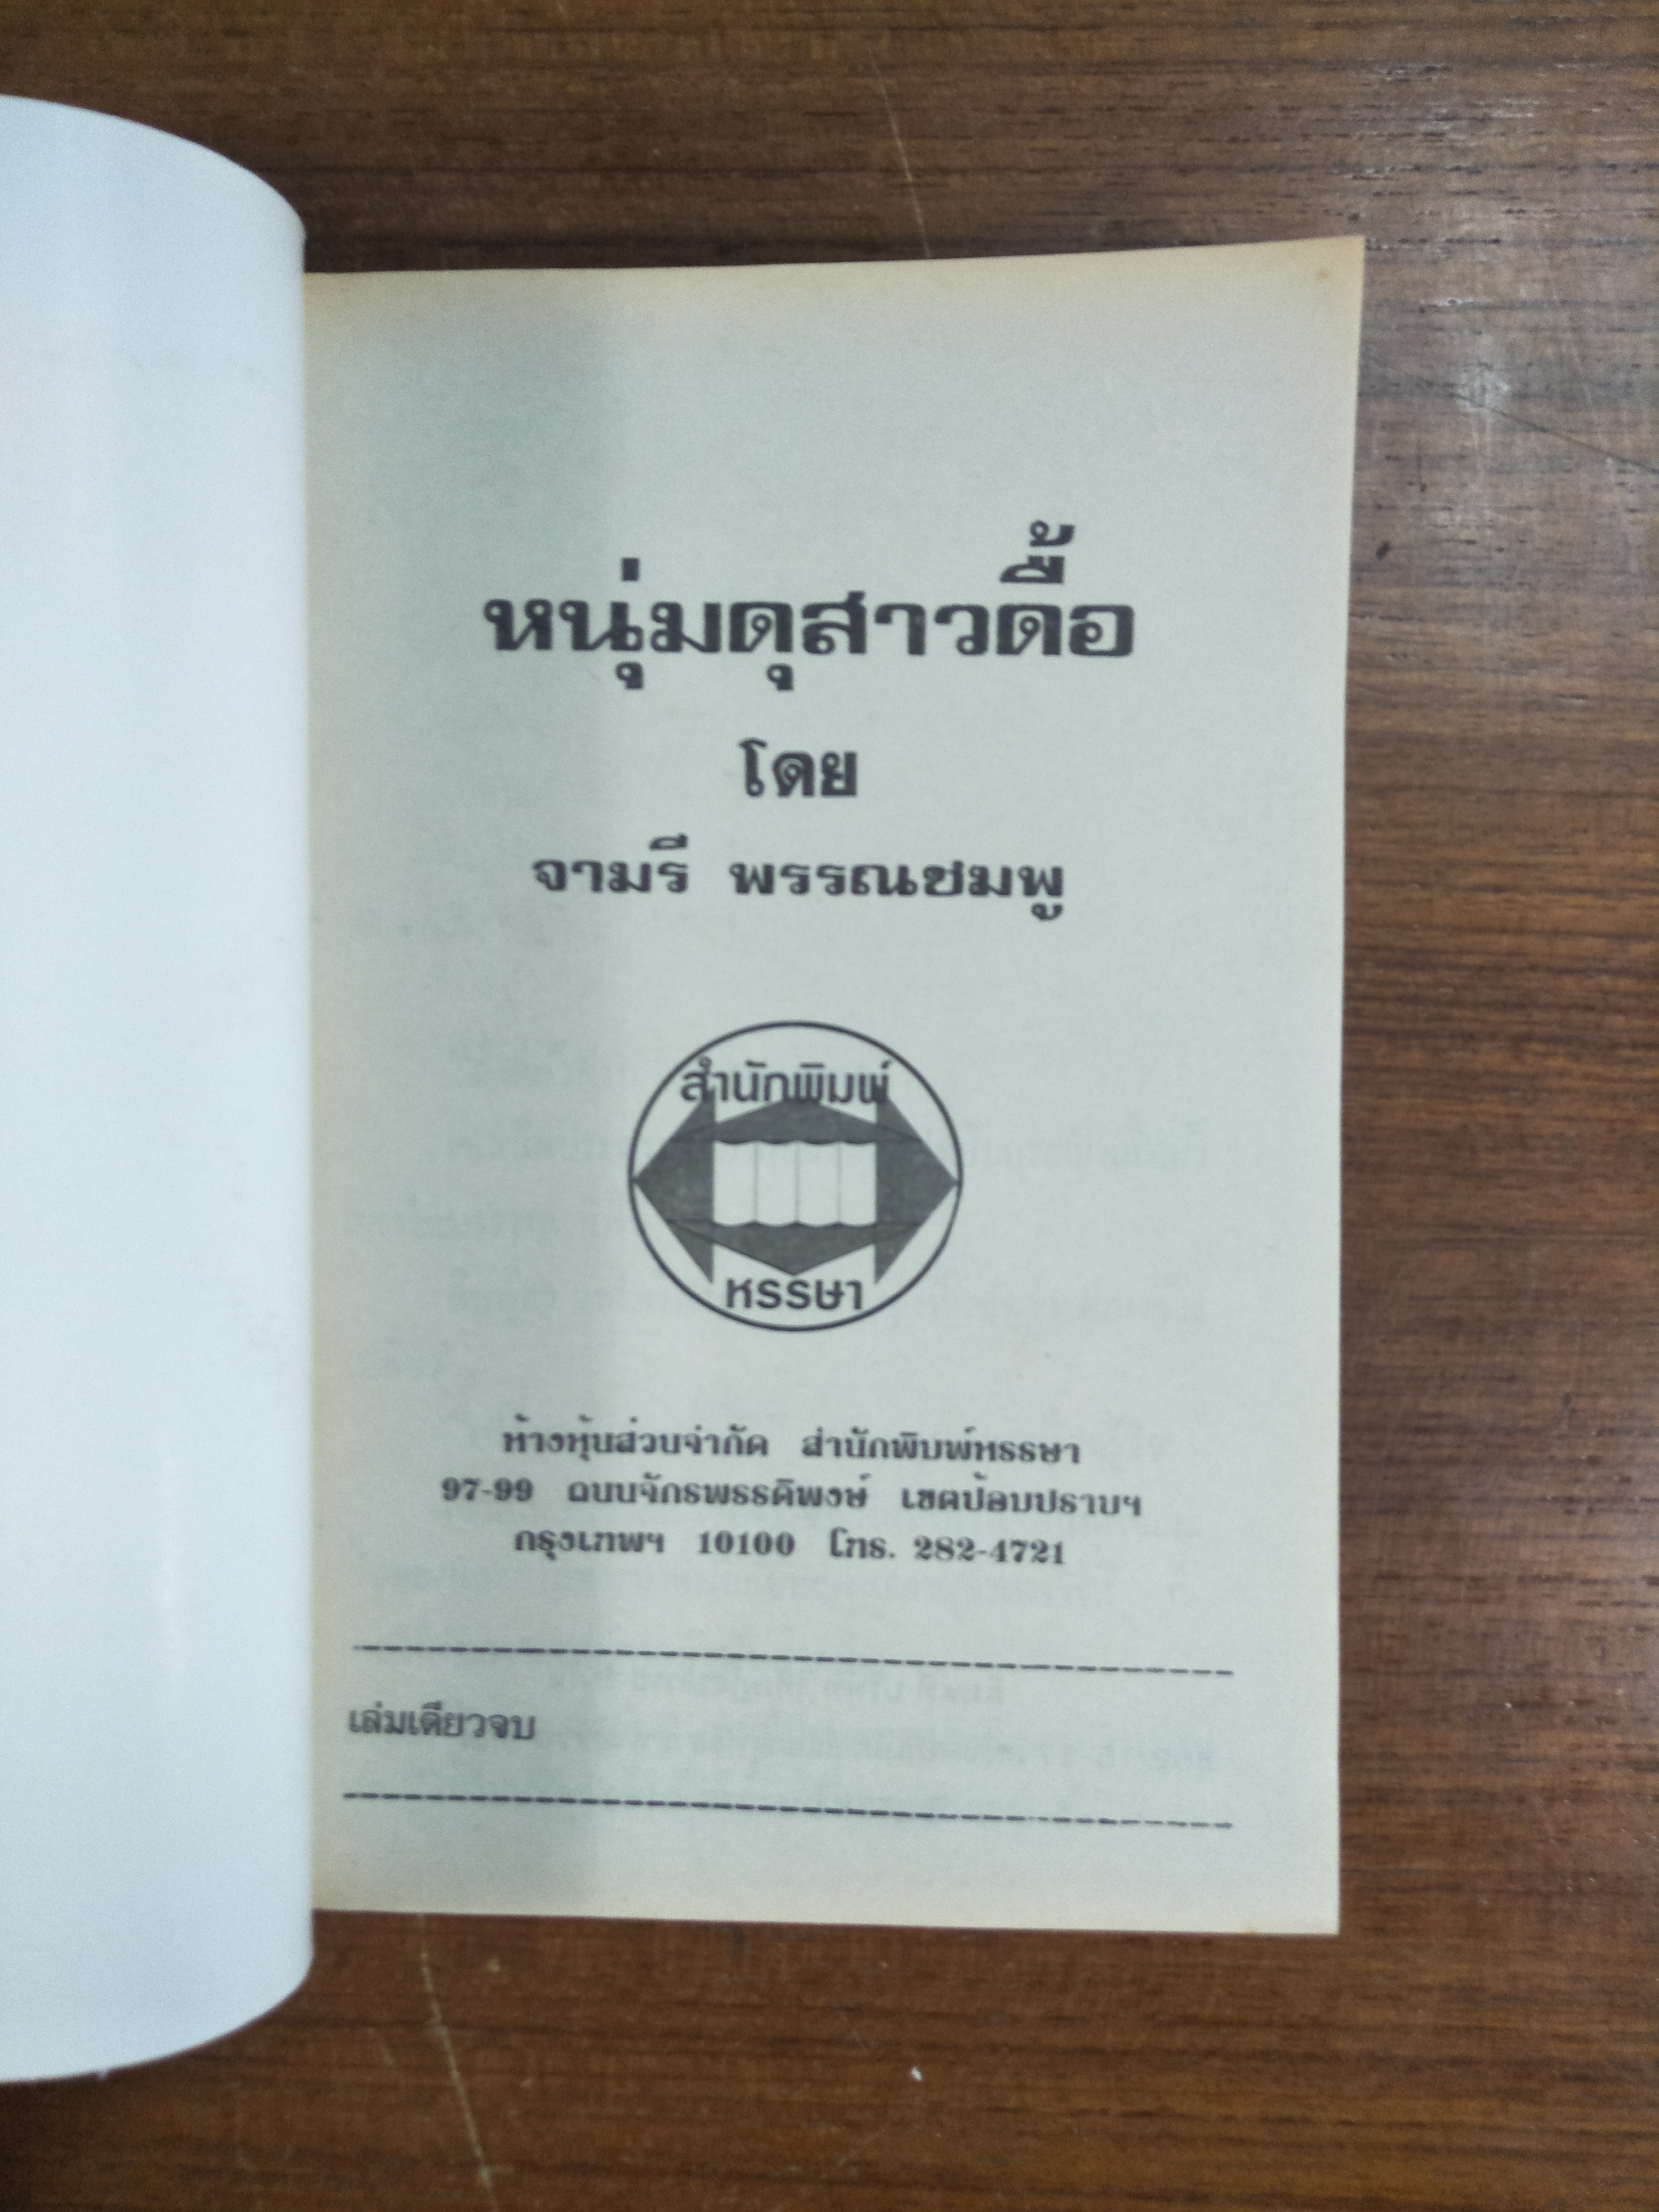 หนุ่มดุสาวดื้อ
โดย
จามรี พรรณชมพู
สำนักพิมพ์
หรรษา
ห้างหุ้นส่วนจำกัด สำนักพิมพ์หรรษา
97-99 ถนนจักรพรรดิพงษ์ เขตป้อมปราบฯ
กรุงเทพฯ 10100 โทร. 282-4721
เล่มเดียวจบ